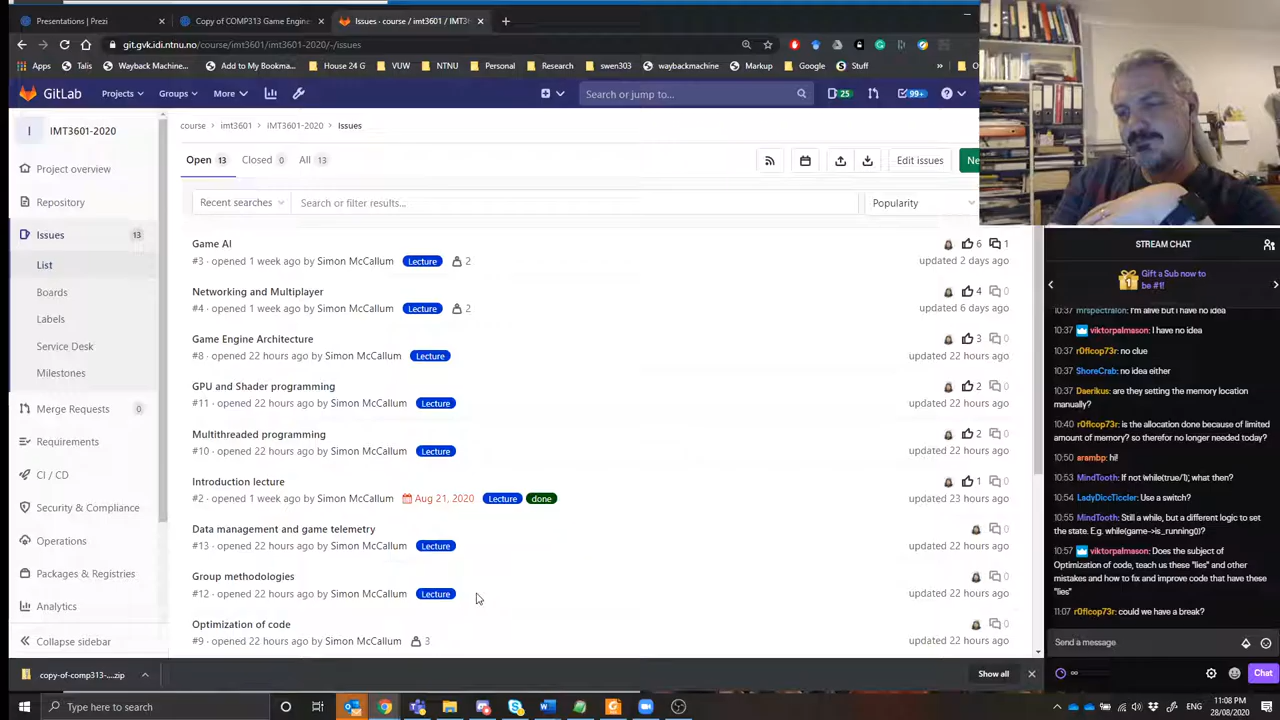 Presentations | Prezi
Copy of COMP313 Game Engine
Issues · course / imt3601 / IMT3
git.gvk.idi.ntnu.no/course/imt3601/imt3601-2020/-/issues
Apps
Talis
Wayback Machine...
Add to My Bookma...
House 24 G
VUW
NTNU
Personal
Research
swen303
waybackmachine
Markup
Google
Stuff
»
GitLab
Projects
Groups
More
Search or jump to...
25
99+
I IMT3601-2020
Project overview
Repository
Issues 13
List
Boards
Labels
Service Desk
Milestones
Merge Requests 0
Requirements
CI / CD
Security & Compliance
Operations
Packages & Registries
Analytics
Collapse sidebar
course > imt3601 > IMT3601-2020 > Issues
Open 13 Closed 0 All 13
Edit issues
Ne
Recent searches
Search or filter results...
Popularity
Game AI 6 1
#3 · opened 1 week ago by Simon McCallum Lecture 2 updated 2 days ago
Networking and Multiplayer 4 0
#4 · opened 1 week ago by Simon McCallum Lecture 2 updated 6 days ago
Game Engine Architecture 3 0
#8 · opened 22 hours ago by Simon McCallum Lecture updated 22 hours ago
GPU and Shader programming 2 0
#11 · opened 22 hours ago by Simon McCallum Lecture updated 22 hours ago
Multithreaded programming 2 0
#10 · opened 22 hours ago by Simon McCallum Lecture updated 22 hours ago
Introduction lecture 1 0
#2 · opened 1 week ago by Simon McCallum Aug 21, 2020 Lecture done updated 23 hours ago
Data management and game telemetry 0
#13 · opened 22 hours ago by Simon McCallum Lecture updated 22 hours ago
Group methodologies 0
#12 · opened 22 hours ago by Simon McCallum Lecture updated 22 hours ago
Optimization of code 0
#9 · opened 22 hours ago by Simon McCallum 3 updated 22 hours ago
STREAM CHAT
1 Gift a Sub now to
be #1!
10:37 mrspectralon: I'm alive but i have no idea
10:37 viktorpalmason: I have no idea
10:37 r0flcop73r: no clue
10:37 ShoreCrab: no idea either
10:37 Daerikus: are they setting the memory location
manually?
10:40 r0flcop73r: is the allocation done because of limited
amount of memory? so therefor no longer needed today?
10:50 arambp: hi!
10:53 MindTooth: If not 'while(true/1)', what then?
10:54 LadyDiccTiccler: Use a switch?
10:55 MindTooth: Still a while, but a different logic to set
the state. E.g. while(game->is_running())?
10:57 viktorpalmason: Does the subject of
Optimization of code, teach us these "lies" and other
mistakes and how to fix and improve code that have these
"lies"
11:07 r0flcop73r: could we have a break?
Send a message
Chat
copy-of-comp313-....zip
Show all
Type here to search
ENG
11:08 PM
28/08/2020